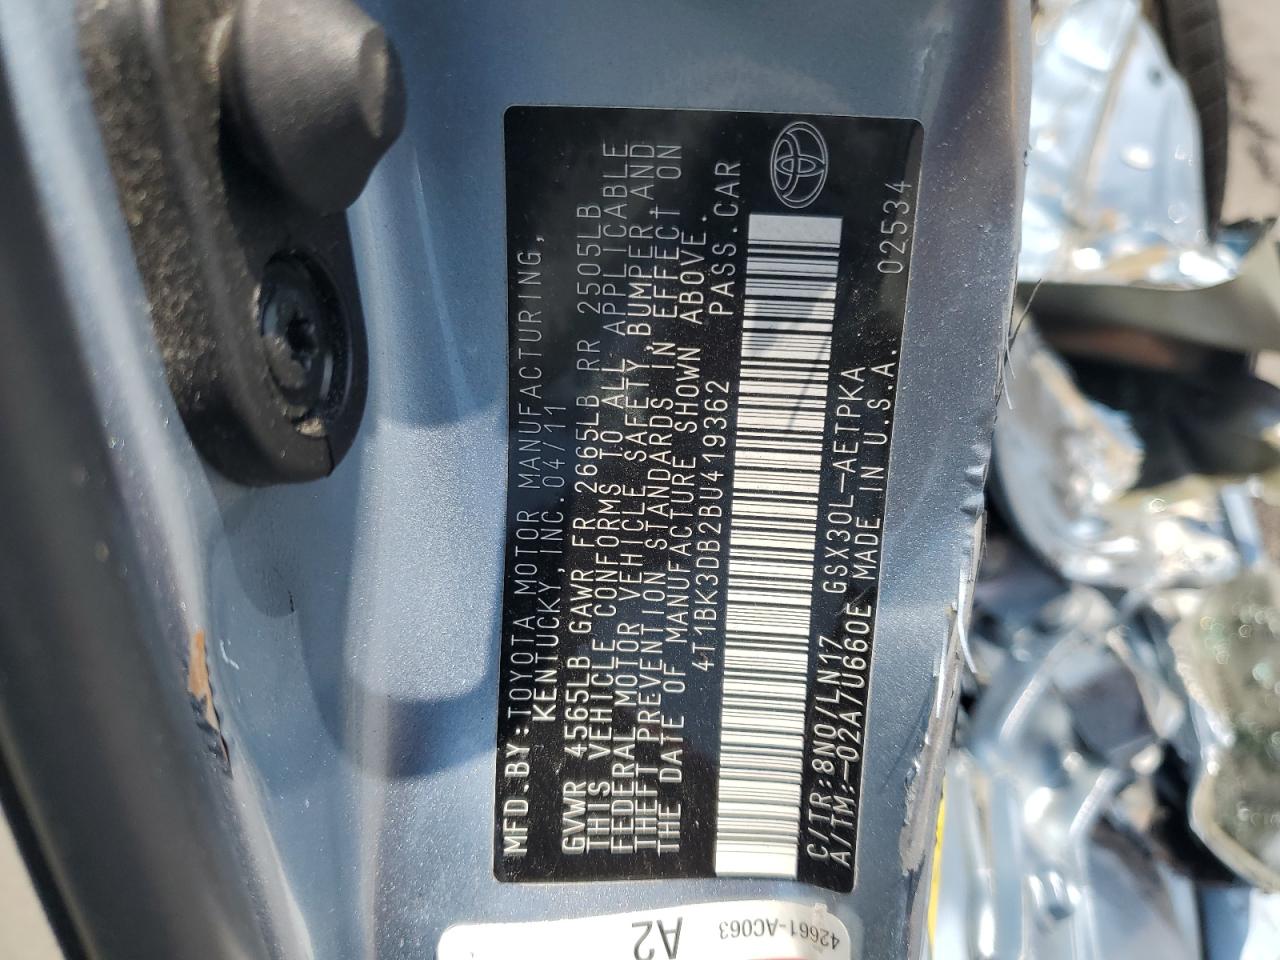 MFD.BY:TOYOTA MOTOR MANUFACTURING,
KENTUCKY, INC. 04/11
GVWR 4565LB GAWR FR 2665LB RR 2505LB
THIS VEHICLE CONFORMS TO ALL APPLICABLE
FEDERAL MOTOR VEHICLE SAFETY,BUMPER,AND
THEFT PREVENTION STANDARDS IN EFFECT ON
THE DATE OF MANUFACTURE SHOWN ABOVE.
4T1BK3DB2BU419362 PASS.CAR
C/TR:8N0/LN17 GSX30L-AETPKA
A/TM:-02A/U660E MADE IN U.S.A. 02534
A2
42661-AC063